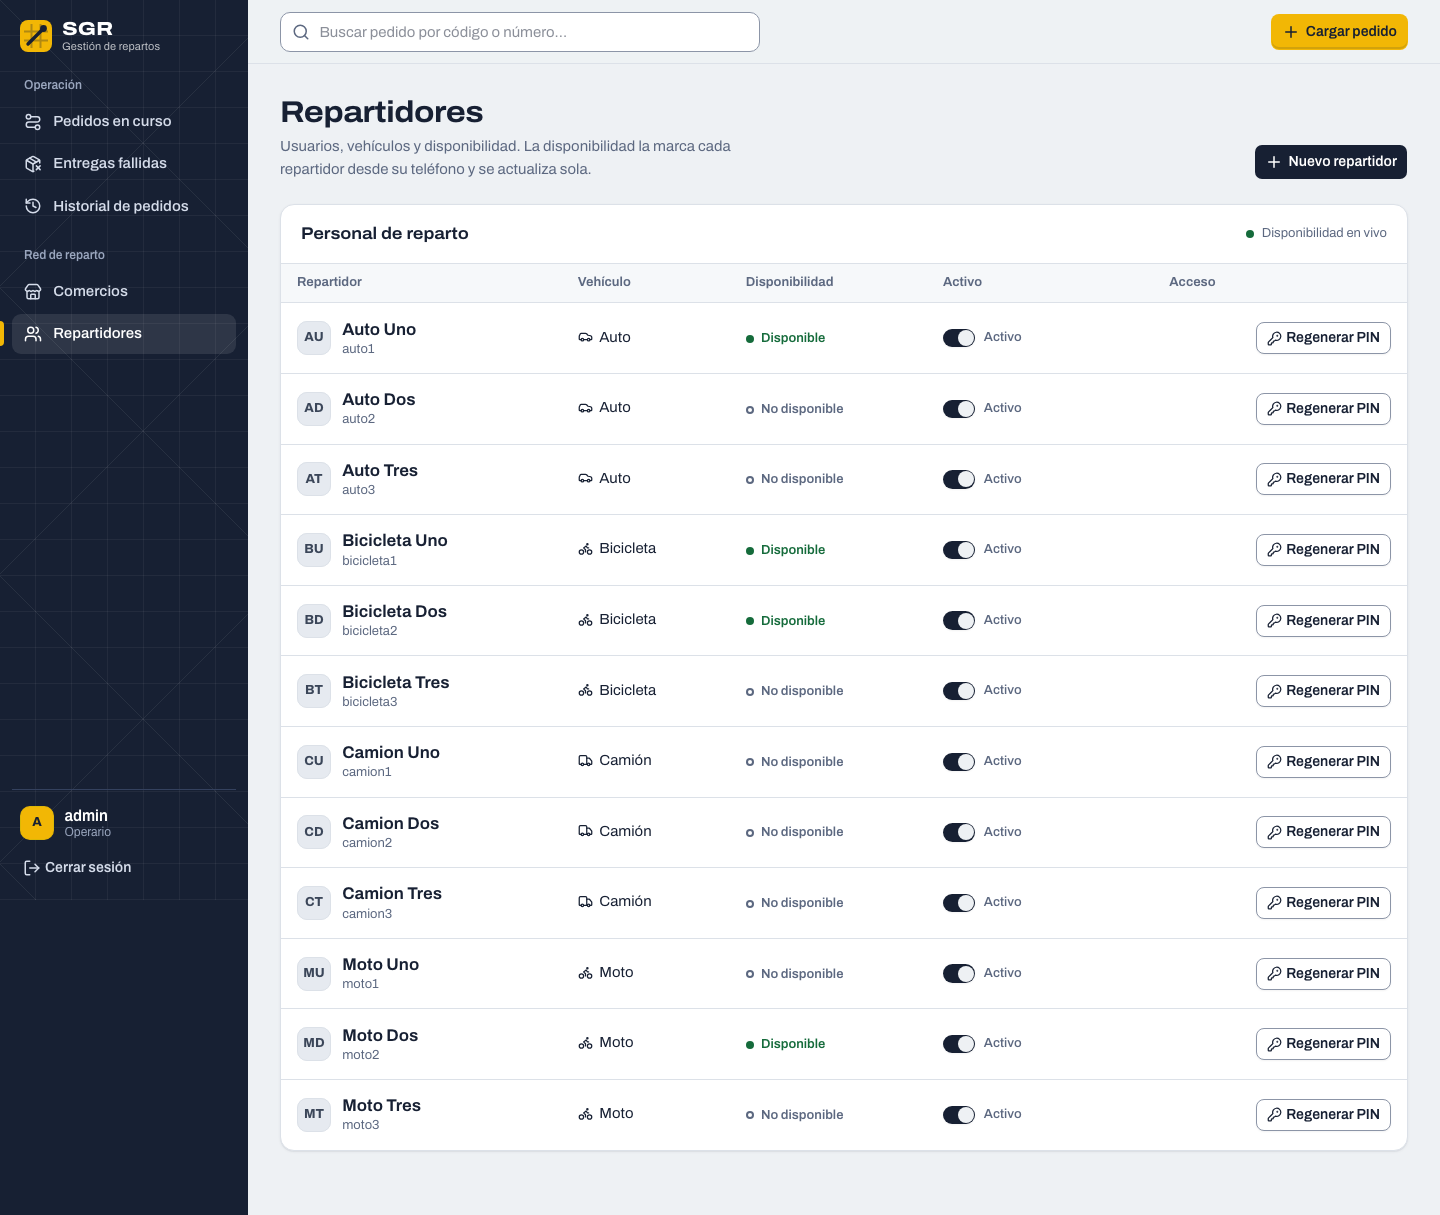 SGR
Gestión de repartos
Operación
Pedidos en curso
Entregas fallidas
Historial de pedidos
Red de reparto
Comercios
Repartidores
A
admin
Operario
Cerrar sesión
Buscar pedido por código o número...
Cargar pedido
Repartidores
Usuarios, vehículos y disponibilidad. La disponibilidad la marca cada
repartidor desde su teléfono y se actualiza sola.
Nuevo repartidor
Personal de reparto
Disponibilidad en vivo
Repartidor Vehículo Disponibilidad Activo Acceso
AU Auto Uno auto1 Auto Disponible Activo Regenerar PIN
AD Auto Dos auto2 Auto No disponible Activo Regenerar PIN
AT Auto Tres auto3 Auto No disponible Activo Regenerar PIN
BU Bicicleta Uno bicicleta1 Bicicleta Disponible Activo Regenerar PIN
BD Bicicleta Dos bicicleta2 Bicicleta Disponible Activo Regenerar PIN
BT Bicicleta Tres bicicleta3 Bicicleta No disponible Activo Regenerar PIN
CU Camion Uno camion1 Camión No disponible Activo Regenerar PIN
CD Camion Dos camion2 Camión No disponible Activo Regenerar PIN
CT Camion Tres camion3 Camión No disponible Activo Regenerar PIN
MU Moto Uno moto1 Moto No disponible Activo Regenerar PIN
MD Moto Dos moto2 Moto Disponible Activo Regenerar PIN
MT Moto Tres moto3 Moto No disponible Activo Regenerar PIN